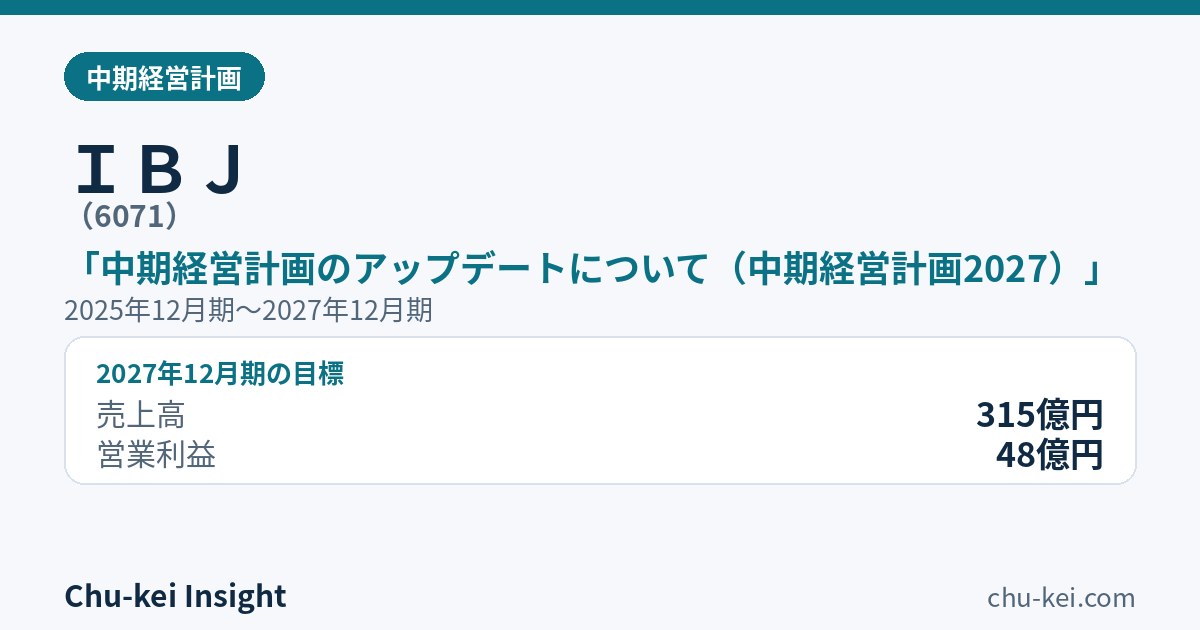 中期経営計画
ＩＢＪ
（6071）
「中期経営計画のアップデートについて（中期経営計画2027）」
2025年12月期～2027年12月期
2027年12月期の目標
売上高 315億円
営業利益 48億円
Chu-kei Insight
chu-kei.com